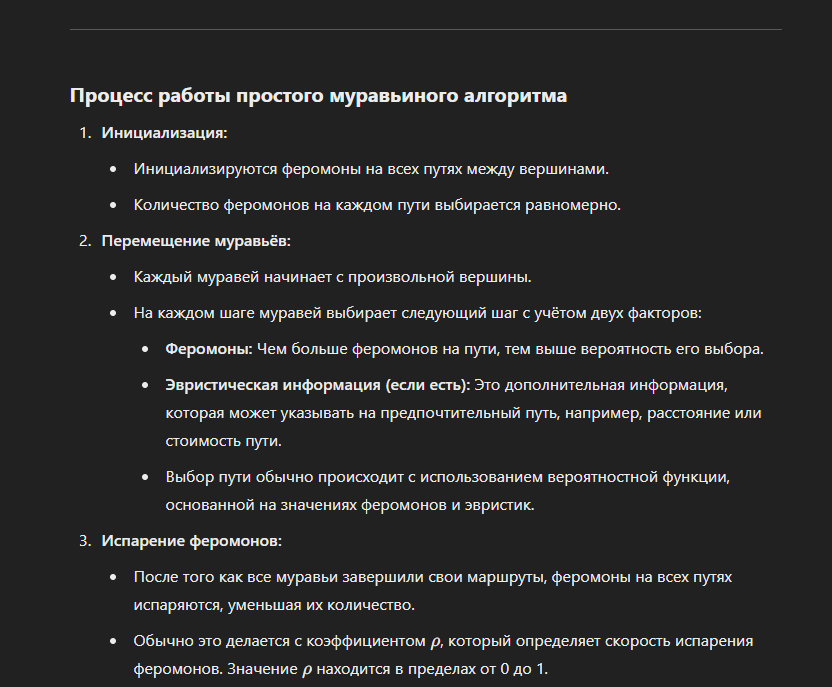 Процесс работы простого муравьиного алгоритма
1. Инициализация:
• Инициализируются феромоны на всех путях между вершинами.
• Количество феромонов на каждом пути выбирается равномерно.
2. Перемещение муравьёв:
• Каждый муравей начинает с произвольной вершины.
• На каждом шаге муравей выбирает следующий шаг с учётом двух факторов:
• Феромоны: Чем больше феромонов на пути, тем выше вероятность его выбора.
• Эвристическая информация (если есть): Это дополнительная информация,
которая может указывать на предпочтительный путь, например, расстояние или
стоимость пути.
• Выбор пути обычно происходит с использованием вероятностной функции,
основанной на значениях феромонов и эвристик.
3. Испарение феромонов:
• После того как все муравьи завершили свои маршруты, феромоны на всех путях
испаряются, уменьшая их количество.
• Обычно это делается с коэффициентом ρ, который определяет скорость испарения
феромонов. Значение ρ находится в пределах от 0 до 1.